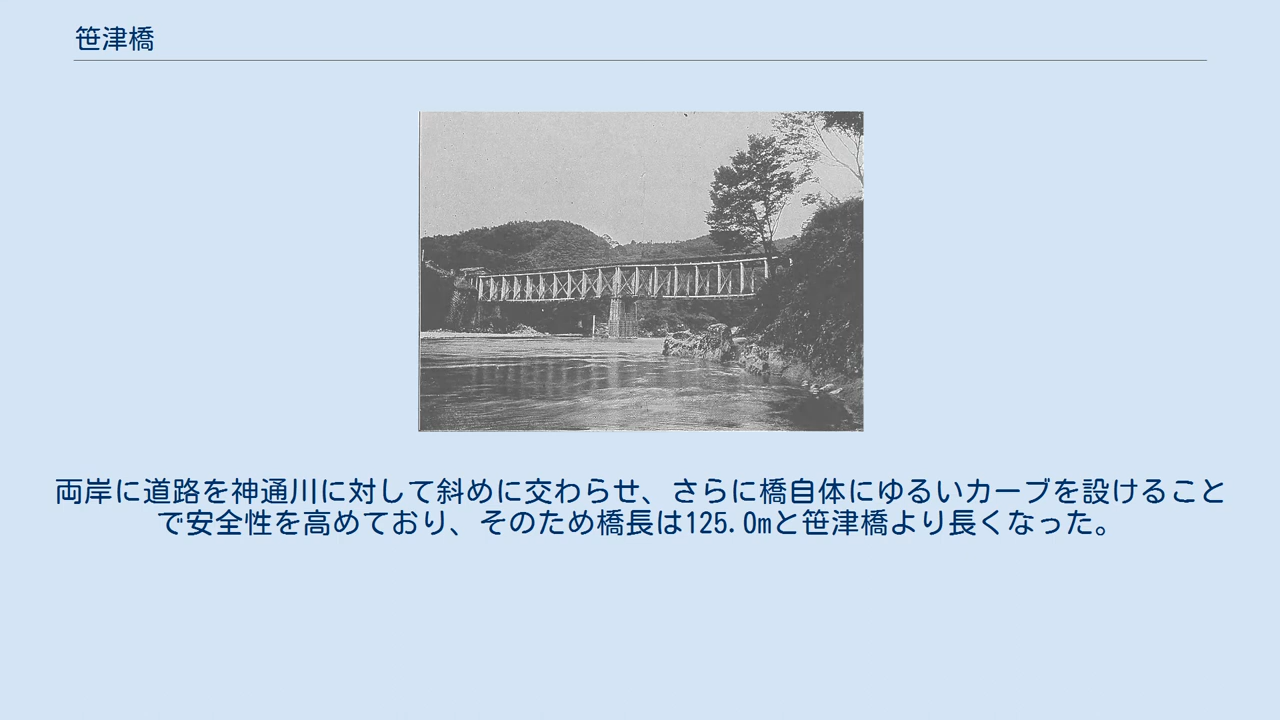 笹津橋
両岸に道路を神通川に対して斜めに交わらせ、さらに橋自体にゆるいカーブを設けること
で安全性を高めており、そのため橋長は125.0mと笹津橋より長くなった。